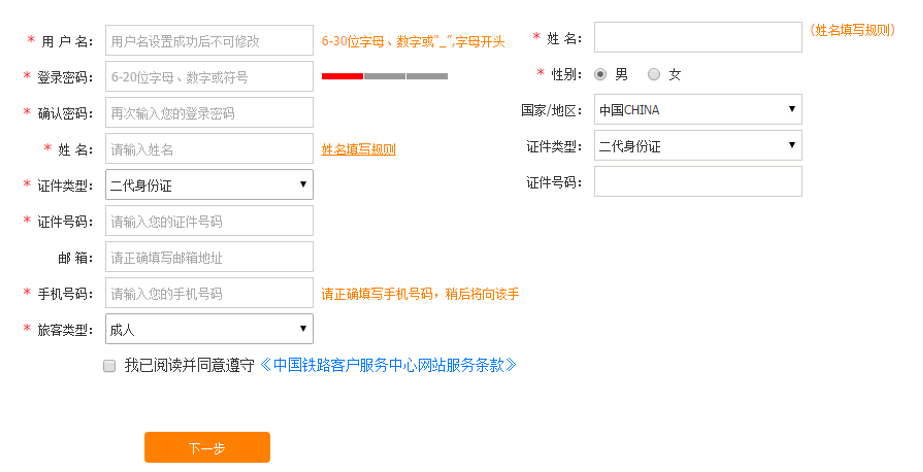 * 用 户 名： 用户名设置成功后不可修改 6-30位字母、数字或“_”,字母开头
* 登录密码： 6-20位字母、数字或符号
* 确认密码： 再次输入您的登录密码
* 姓 名： 请输入姓名 姓名填写规则
* 证件类型： 二代身份证
* 证件号码： 请输入您的证件号码
邮 箱： 请正确填写邮箱地址
* 手机号码： 请输入您的手机号码 请正确填写手机号码，稍后将向该手
* 旅客类型： 成人
我已阅读并同意遵守《中国铁路客户服务中心网站服务条款》
下一步
* 姓 名： (姓名填写规则)
* 性别： 男 女
国家/地区： 中国CHINA
证件类型： 二代身份证
证件号码：